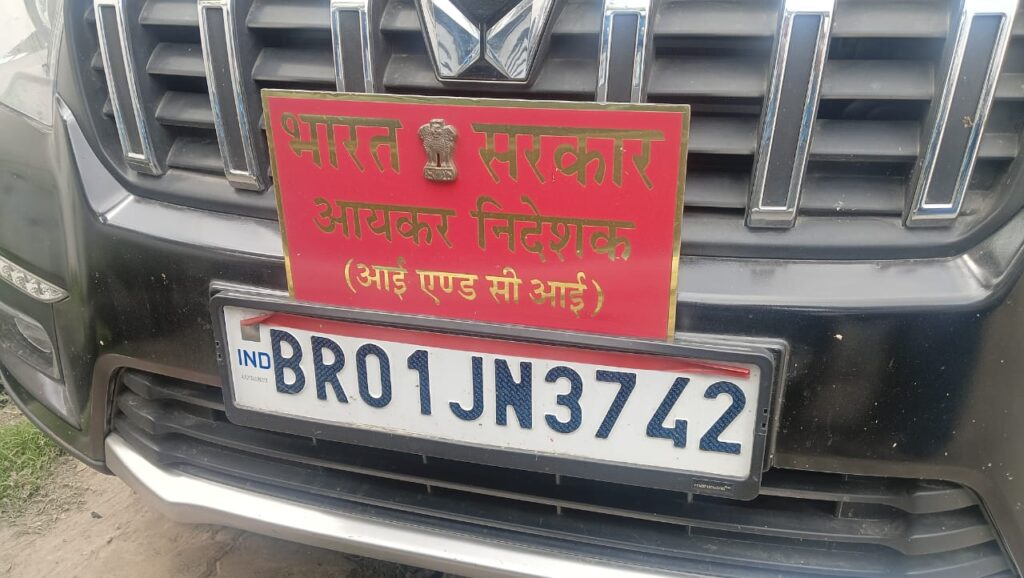 भारत सरकार
आयकर निदेशक
(आई एण्ड सी आई)
IND
BR01JN3742